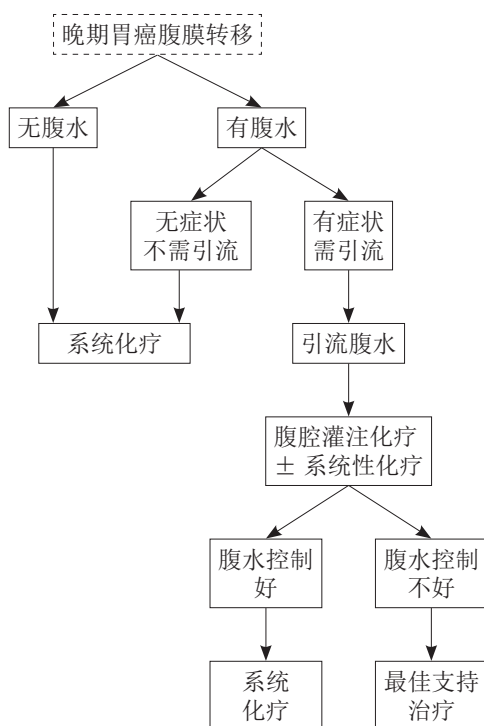 晚期胃癌腹膜转移
无腹水
有腹水
无症状
不需引流
有症状
需引流
系统化疗
引流腹水
腹腔灌注化疗
± 系统性化疗
腹水控制
好
腹水控制
不好
系统
化疗
最佳支持
治疗